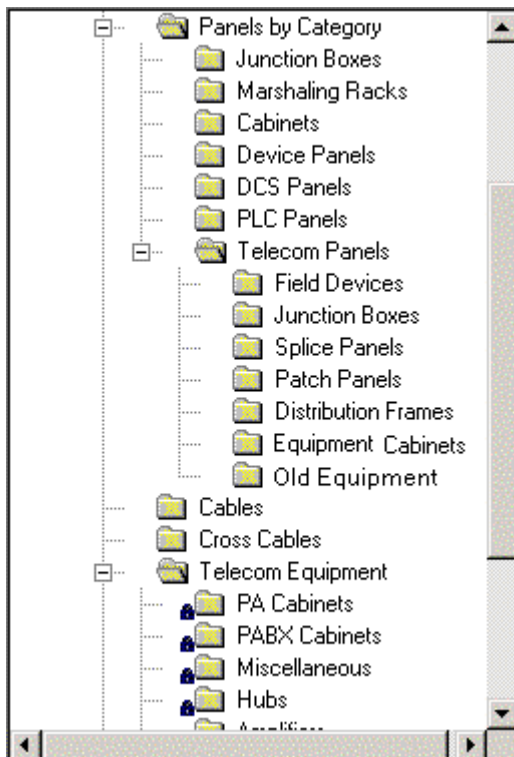 Panels by Category
Junction Boxes
Marshaling Racks
Cabinets
Device Panels
DCS Panels
PLC Panels
Telecom Panels
Field Devices
Junction Boxes
Splice Panels
Patch Panels
Distribution Frames
Equipment Cabinets
Old Equipment
Cables
Cross Cables
Telecom Equipment
PA Cabinets
PABX Cabinets
Miscellaneous
Hubs
Amplifiers